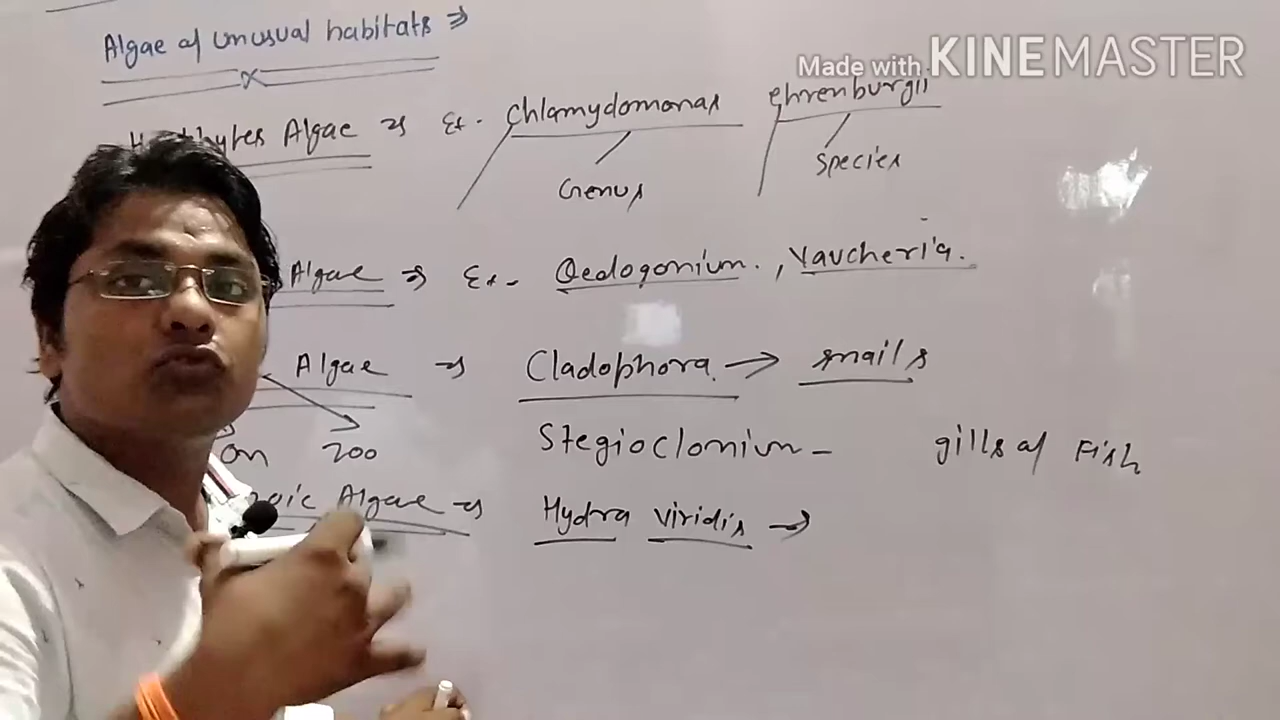 Algae of unusual habitats ⇒
Made with KINEMASTER
Algae ⇒ Ex. Chlamydomonas ehrenburgii
Genus species
Algae ⇒ Ex- Oedogonium. , Vaucheria.
Algae ⇒ Cladophora. → snails
Stegioclonium - gills of Fish
on zoo
zoic Algae ⇒ Hydra viridis →